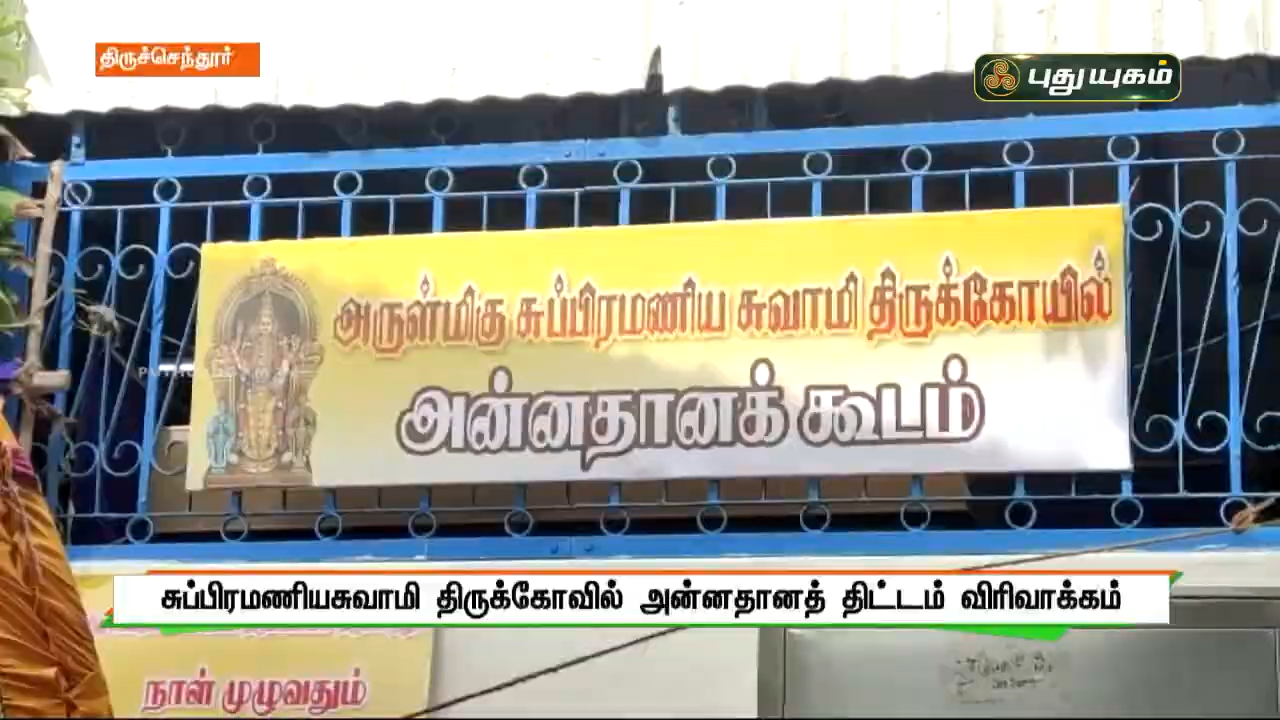 திருச்செந்தூர்
புதுயுகம்
அருள்மிகு சுப்பிரமணிய சுவாமி திருக்கோயில்
அன்னதானக் கூடம்
சுப்பிரமணியசுவாமி திருக்கோவில் அன்னதானத் திட்டம் விரிவாக்கம்
நாள் முழுவதும்